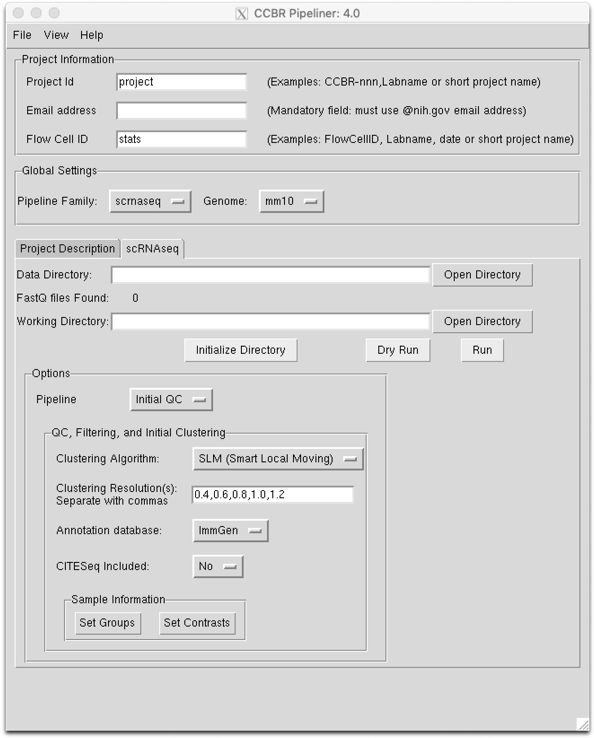 CCBR Pipeliner: 4.0
File View Help
Project Information
Project Id project (Examples: CCBR-nnn,Labname or short project name)
Email address (Mandatory field: must use @nih.gov email address)
Flow Cell ID stats (Examples: FlowCellID, Labname, date or short project name)
Global Settings
Pipeline Family: scrnaseq Genome: mm10
Project Description scRNAseq
Data Directory: Open Directory
FastQ files Found: 0
Working Directory: Open Directory
Initialize Directory Dry Run Run
Options
Pipeline Initial QC
QC, Filtering, and Initial Clustering
Clustering Algorithm: SLM (Smart Local Moving)
Clustering Resolution(s):
Separate with commas 0.4,0.6,0.8,1.0,1.2
Annotation database: ImmGen
CITESeq Included: No
Sample Information
Set Groups Set Contrasts